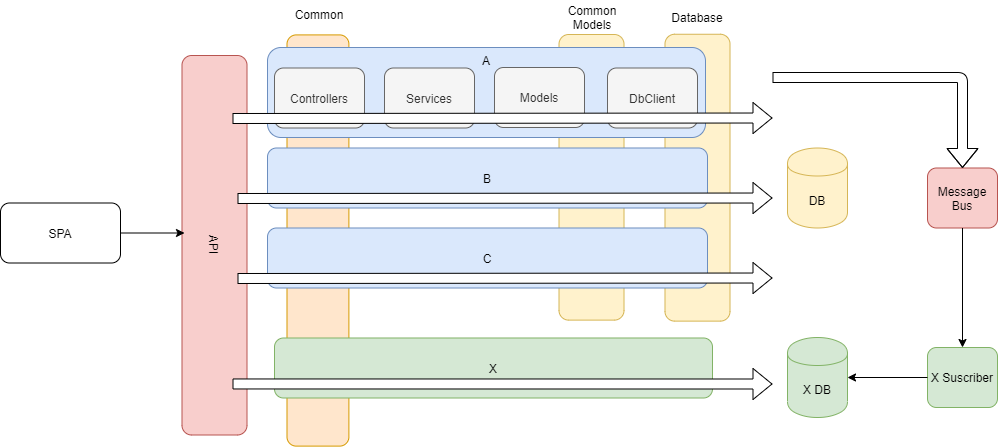 Common
Common
Models
Database
A
Controllers
Services
Models
DbClient
B
DB
Message
Bus
SPA
API
C
X
X DB
X Suscriber